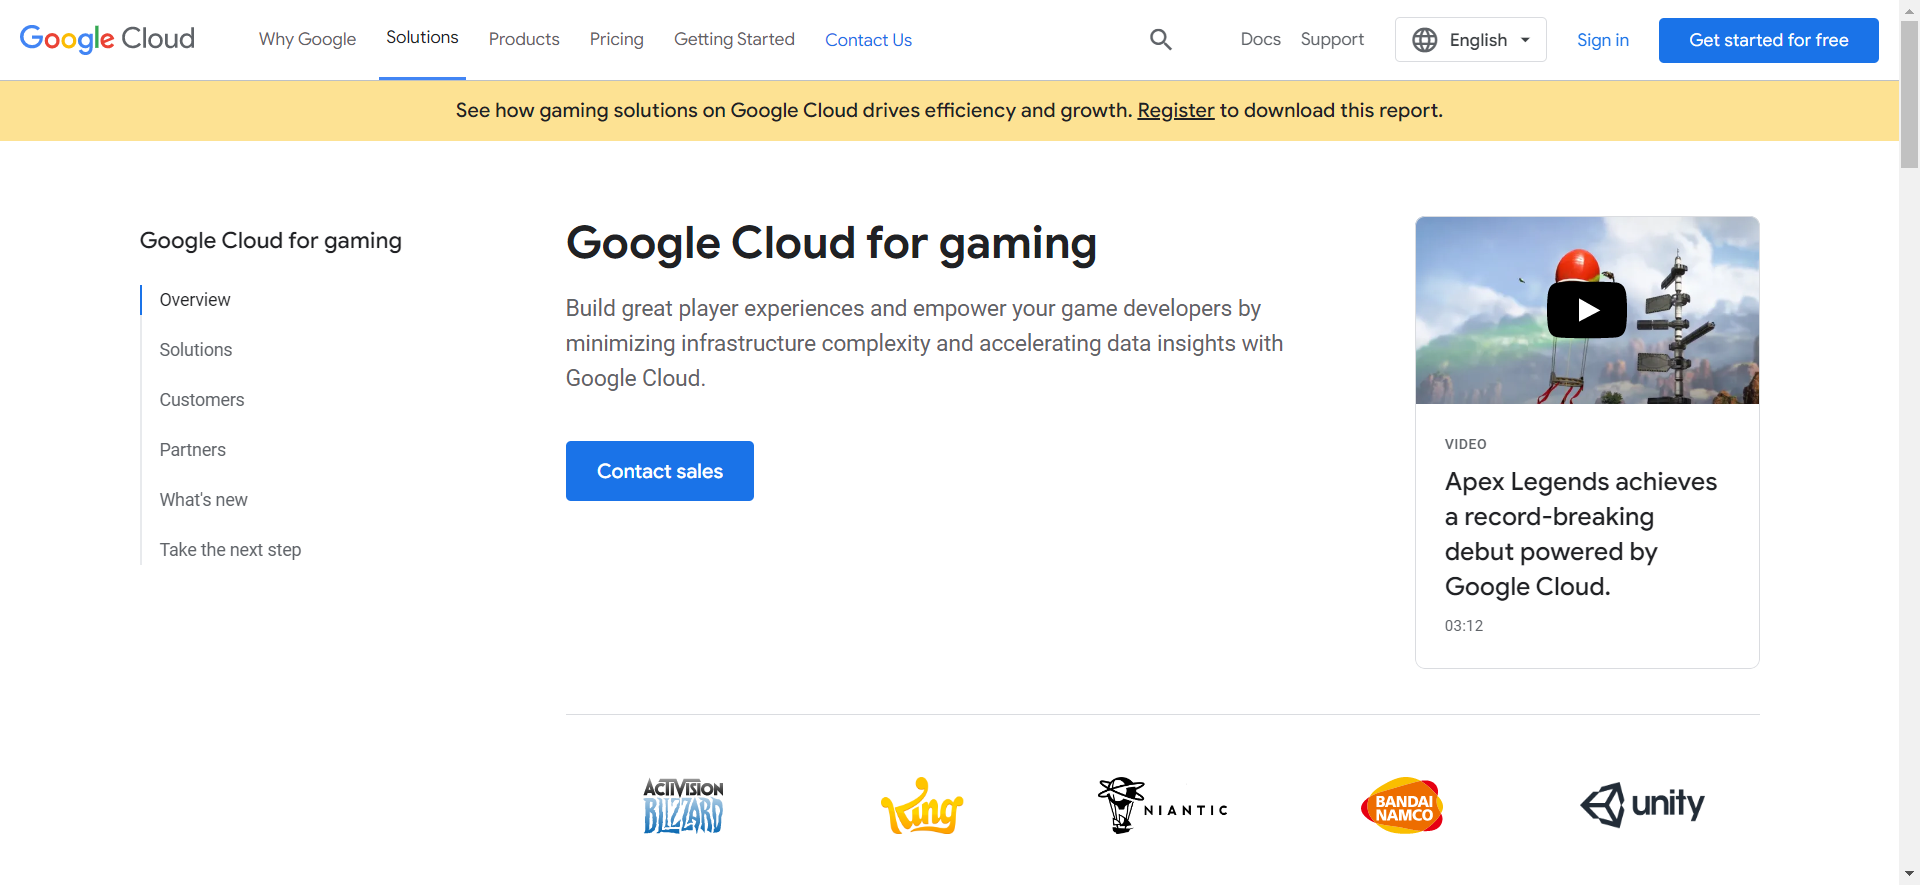 Google Cloud
Why Google
Solutions
Products
Pricing
Getting Started
Contact Us
Docs
Support
English
Sign in
Get started for free
See how gaming solutions on Google Cloud drives efficiency and growth. Register to download this report.
Google Cloud for gaming
Overview
Solutions
Customers
Partners
What's new
Take the next step
Google Cloud for gaming
Build great player experiences and empower your game developers by
minimizing infrastructure complexity and accelerating data insights with
Google Cloud.
Contact sales
VIDEO
Apex Legends achieves
a record-breaking
debut powered by
Google Cloud.
03:12
ACTIVISION
BLIZZARD
King
NIANTIC
BANDAI
NAMCO
unity